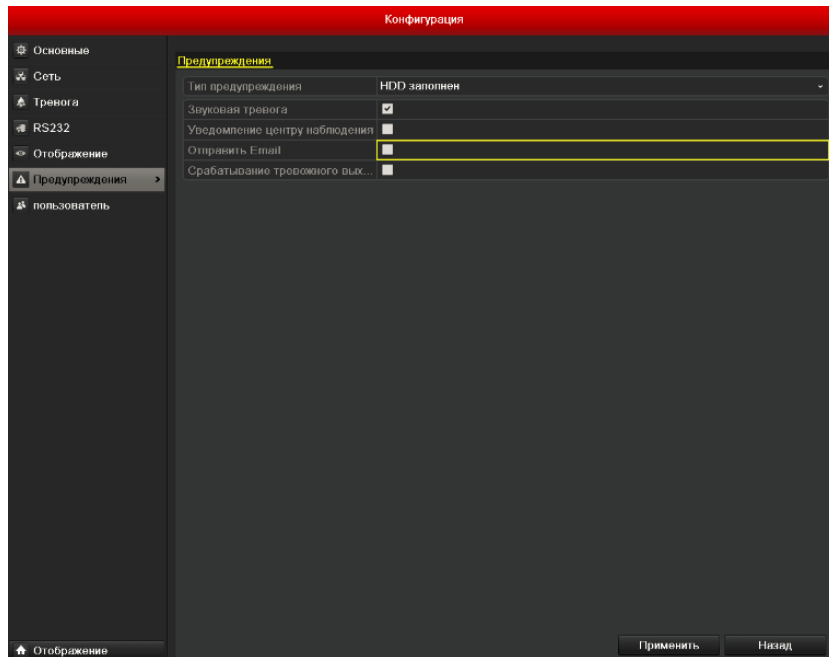 Конфигурация
Основные
Сеть
Тревога
RS232
Отображение
Предупреждения
пользователь
Отображение
Предупреждения
Тип предупреждения HDD заполнен
Звуковая тревога
Уведомление центру наблюдения
Отправить Email
Срабатывание тревожного вых...
Применить Назад